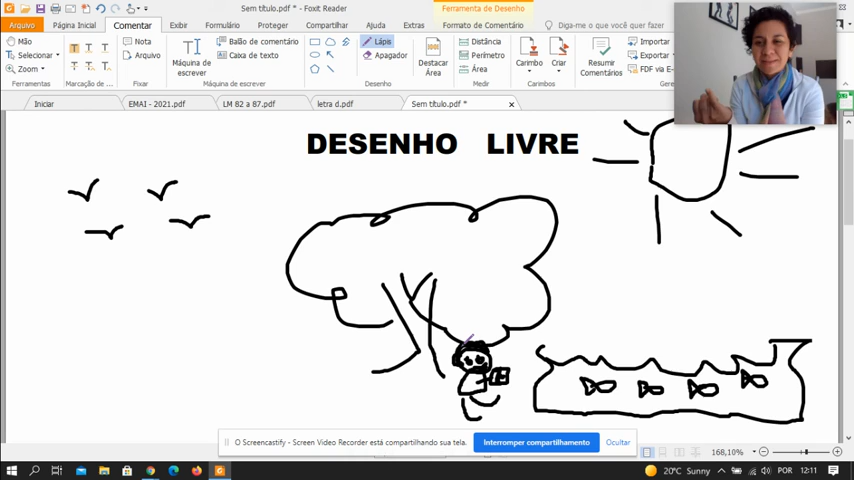 Sem título.pdf * - Foxit Reader
Ferramenta de Desenho
Arquivo Página Inicial Comentar Exibir Formulário Proteger Compartilhar Ajuda Extras Formato de Comentário Diga-me o que quer fazer
Mão
Selecionar
Zoom
Ferramentas
Marcação de ...
Nota
Arquivo
Fixar
Máquina de escrever
Balão de comentário
Caixa de texto
Máquina de escrever
Lápis
Apagador
Desenho
Destacar Área
Distância
Perímetro
Área
Carimbo
Criar
Carimbos
Resumir Comentários
Importar
Exportar
FDF via E-
Gere
Iniciar EMAI - 2021.pdf LM 82 a 87.pdf letra d.pdf Sem título.pdf *
DESENHO LIVRE
O Screencastify - Screen Video Recorder está compartilhando sua tela. Interromper compartilhamento Ocultar
168,10%
20°C Sunny POR 12:11